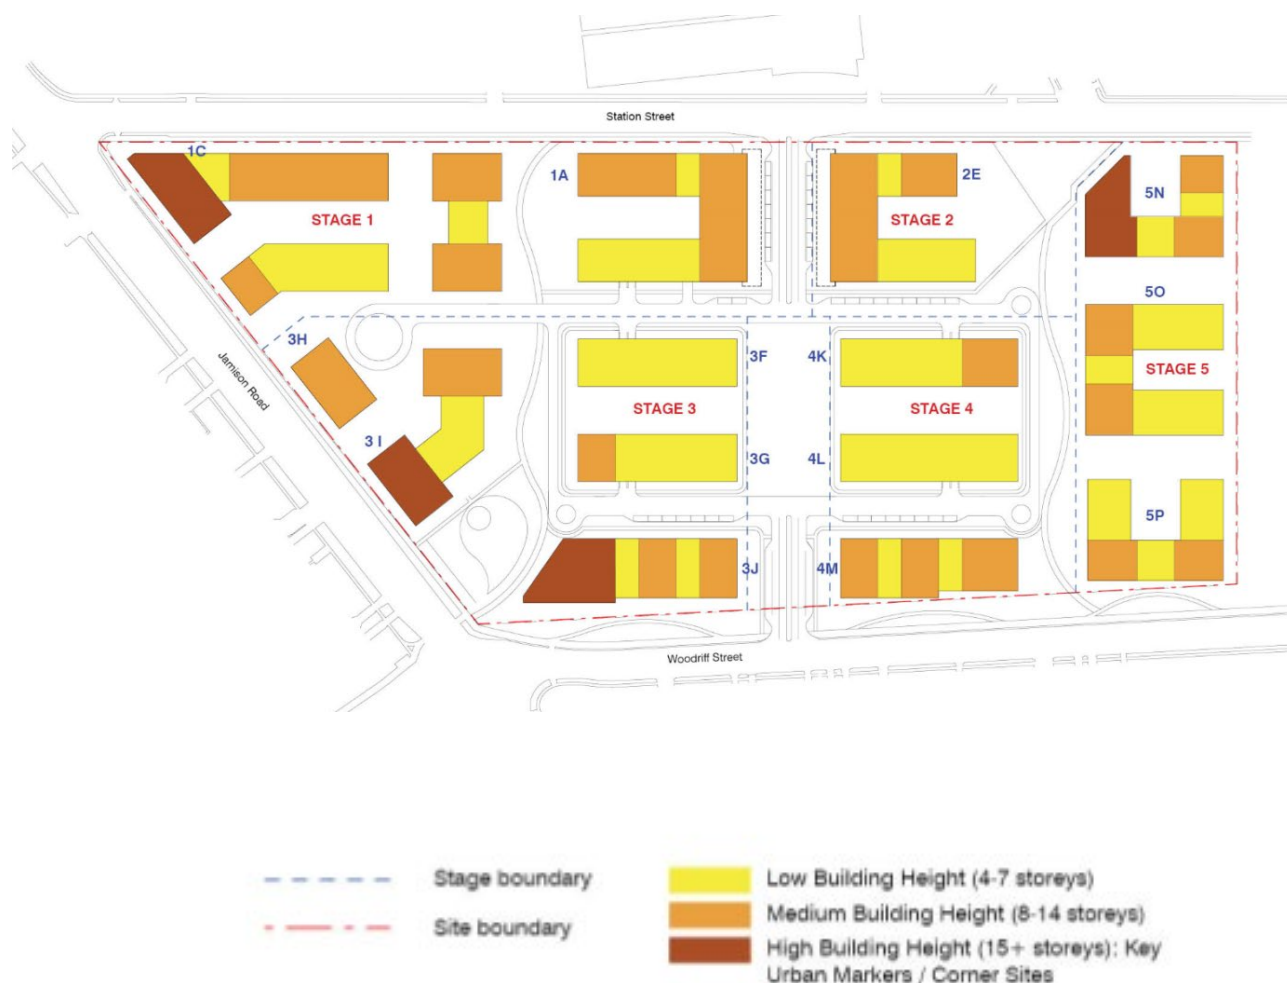 Station Street
1C
1A
2E
5N
STAGE 1
STAGE 2
5O
3H
3F
4K
STAGE 5
Jamison Road
STAGE 3
STAGE 4
3 I
3G
4L
5P
3J
4M
Woodriff Street
Stage boundary
Site boundary
Low Building Height (4-7 storeys)
Medium Building Height (8-14 storeys)
High Building Height (15+ storeys): Key
Urban Markers / Corner Sites